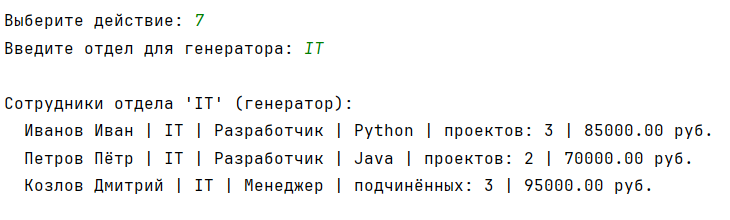 Выберите действие: 7
Введите отдел для генератора: IT
Сотрудники отдела 'IT' (генератор):
Иванов Иван | IT | Разработчик | Python | проектов: 3 | 85000.00 руб.
Петров Пётр | IT | Разработчик | Java | проектов: 2 | 70000.00 руб.
Козлов Дмитрий | IT | Менеджер | подчинённых: 3 | 95000.00 руб.